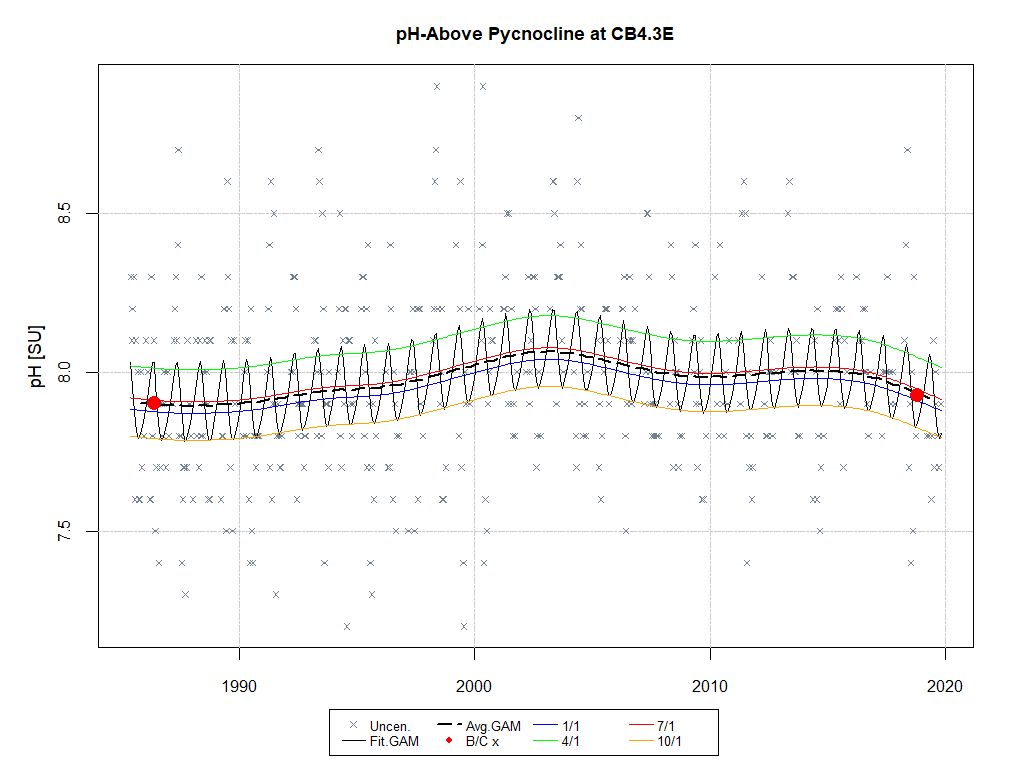 pH-Above Pycnocline at CB4.3E
pH [SU]
8.5
8.0
7.5
1990 2000 2010 2020
Uncen. Avg.GAM 1/1 7/1
Fit.GAM B/C x 4/1 10/1